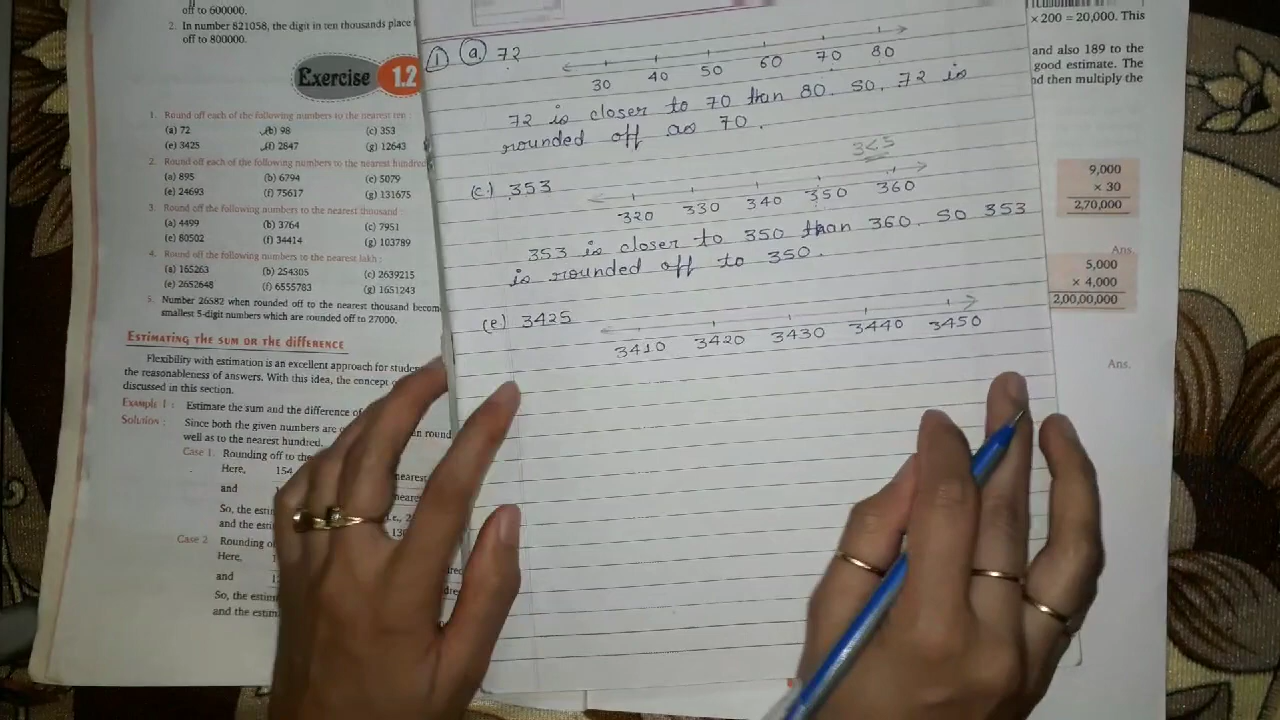 off to 600000.
2. In number 821058, the digit in ten thousands place
off to 800000.
Exercise 1.2
1. Round off each of the following numbers to the nearest ten :
(a) 72 (b) 98 (c) 353
(e) 3425 (f) 2847 (g) 12643
2. Round off each of the following numbers to the nearest hundred
(a) 895 (b) 6794 (c) 5079
(e) 24693 (f) 75617 (g) 131675
3. Round off the following numbers to the nearest thousand :
(a) 4499 (b) 3764 (c) 7951
(e) 80502 (f) 34414 (g) 103789
4. Round off the following numbers to the nearest lakh :
(a) 165263 (b) 254305 (c) 2639215
(e) 2652648 (f) 6555783 (g) 1651243
5. Number 26582 when rounded off to the nearest thousand becom
smallest 5-digit numbers which are rounded off to 27000.
ESTIMATING THE SUM OR THE DIFFERENCE
Flexibility with estimation is an excellent approach for stude
the reasonableness of answers. With this idea, the concept
discussed in this section.
Example 1 : Estimate the sum and the difference of
Solution : Since both the given numbers are round
well as to the nearest hundred.
Case 1. Rounding off to the nearest
Here, 154
and neare
So, the esti
and the esti
Case 2 Rounding o
Here,
and
So, the estim
and the estim
1 a 72
30 40 50 60 70 80
72 is closer to 70 than 80. so, 72 is
rounded off as 70.
3<5
(c.) 353
320 330 340 350 360
353 is closer to 350 than 360. so 353
is rounded off to 350.
(e) 3425
3410 3420 3430 3440 3450
× 200 = 20,000. This
and also 189 to the
good estimate. The
nd then multiply the
9,000
× 30
2,70,000
Ans
5,000
× 4,000
2,00,00,000
Ans.